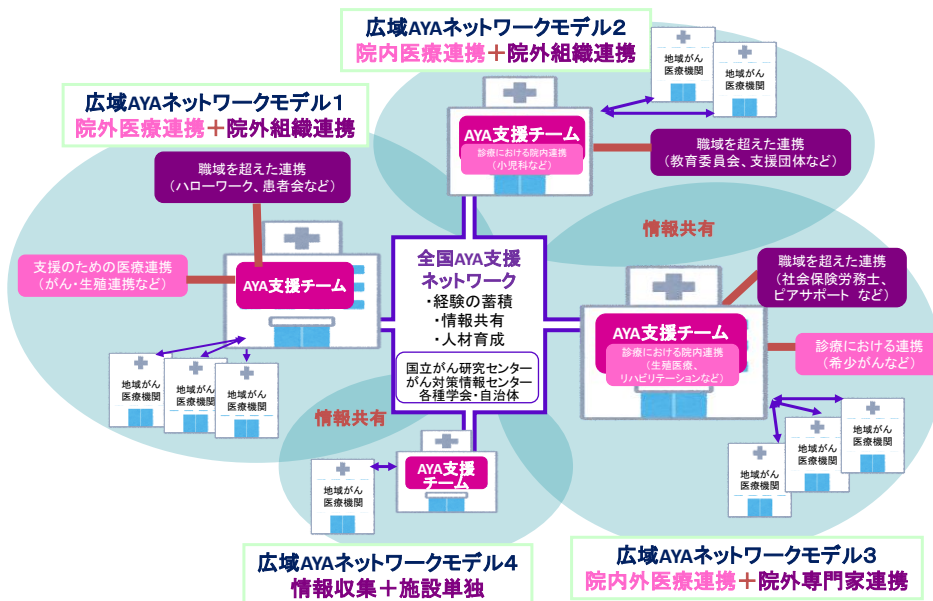 広域AYAネットワークモデル2
院内医療連携＋院外組織連携
地域がん
医療機関
地域がん
医療機関
AYA支援チーム
診療における院内連携
（小児科など）
職域を超えた連携
（教育委員会、支援団体など）
広域AYAネットワークモデル1
院外医療連携＋院外組織連携
職域を超えた連携
（ハローワーク、患者会など）
支援のための医療連携
（がん・生殖連携など）
AYA支援チーム
地域がん
医療機関
地域がん
医療機関
地域がん
医療機関
全国AYA支援
ネットワーク
・経験の蓄積
・情報共有
・人材育成
国立がん研究センター
がん対策情報センター
各種学会・自治体
情報共有
職域を超えた連携
（社会保険労務士、
ピアサポート など）
AYA支援チーム
診療における院内連携
（生殖医療、
リハビリテーションなど）
診療における連携
（希少がんなど）
地域がん
医療機関
地域がん
医療機関
地域がん
医療機関
情報共有
AYA支援
チーム
地域がん
医療機関
広域AYAネットワークモデル4
情報収集＋施設単独
広域AYAネットワークモデル3
院内外医療連携＋院外専門家連携